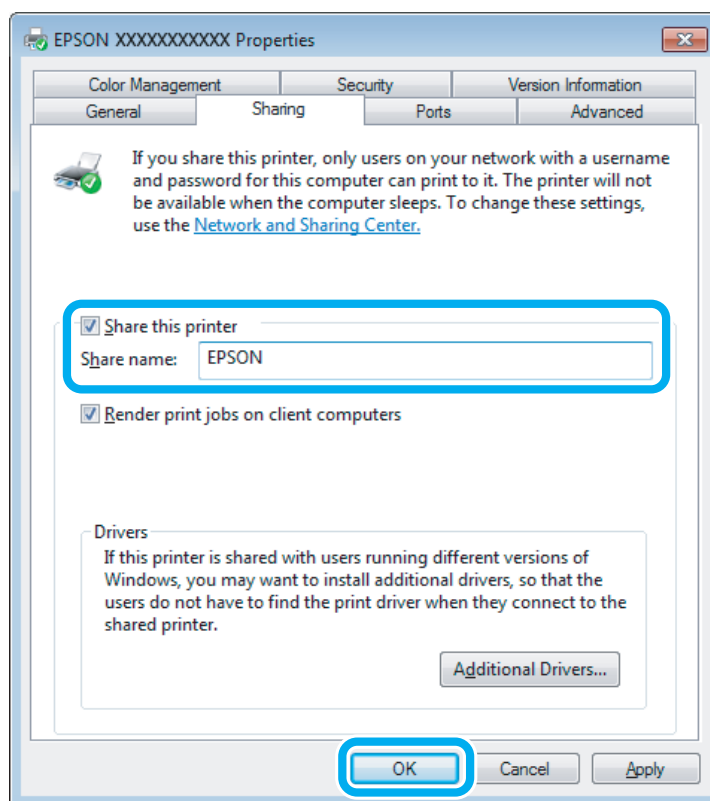 EPSON XXXXXXXXXXX Properties
Color Management Security Version Information
General Sharing Ports Advanced
If you share this printer, only users on your network with a username
and password for this computer can print to it. The printer will not
be available when the computer sleeps. To change these settings,
use the Network and Sharing Center.
Share this printer
Share name: EPSON
Render print jobs on client computers
Drivers
If this printer is shared with users running different versions of
Windows, you may want to install additional drivers, so that the
users do not have to find the print driver when they connect to the
shared printer.
Additional Drivers...
OK Cancel Apply